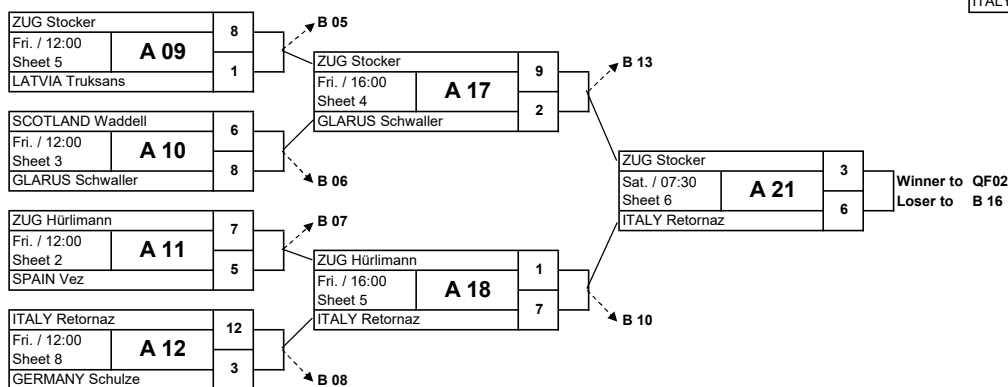 ITALY
ZUG Stocker
8
Fri. / 12:00
Sheet 5
A 09
1
LATVIA Truksans
B 05
SCOTLAND Waddell
6
Fri. / 12:00
Sheet 3
A 10
8
GLARUS Schwaller
B 06
ZUG Hürlimann
7
Fri. / 12:00
Sheet 2
A 11
5
SPAIN Vez
B 07
ITALY Retornaz
12
Fri. / 12:00
Sheet 8
A 12
3
GERMANY Schulze
B 08
ZUG Stocker
9
Fri. / 16:00
Sheet 4
A 17
2
GLARUS Schwaller
B 13
ZUG Hürlimann
1
Fri. / 16:00
Sheet 5
A 18
7
ITALY Retornaz
B 10
ZUG Stocker
3
Sat. / 07:30
Sheet 6
A 21
6
ITALY Retornaz
Winner to QF02
Loser to B 16